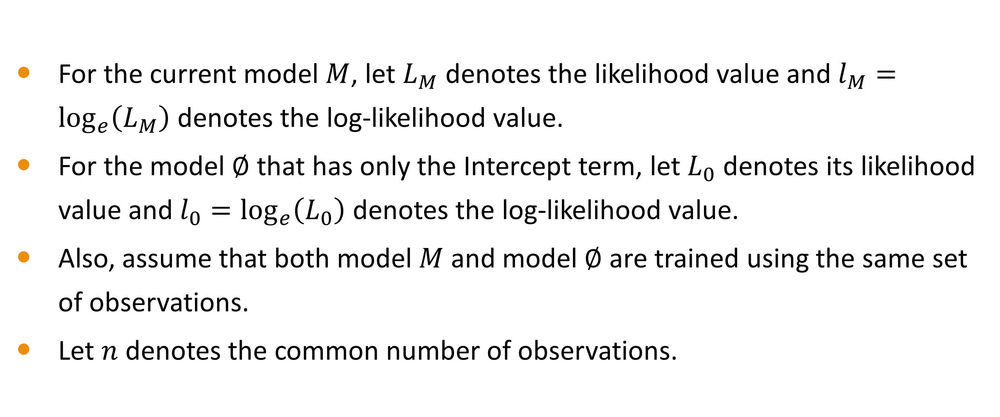 • For the current model M, let L_M denotes the likelihood value and l_M =
log_e(L_M) denotes the log-likelihood value.
• For the model Ø that has only the Intercept term, let L_0 denotes its likelihood
value and l_0 = log_e(L_0) denotes the log-likelihood value.
• Also, assume that both model M and model Ø are trained using the same set
of observations.
• Let n denotes the common number of observations.